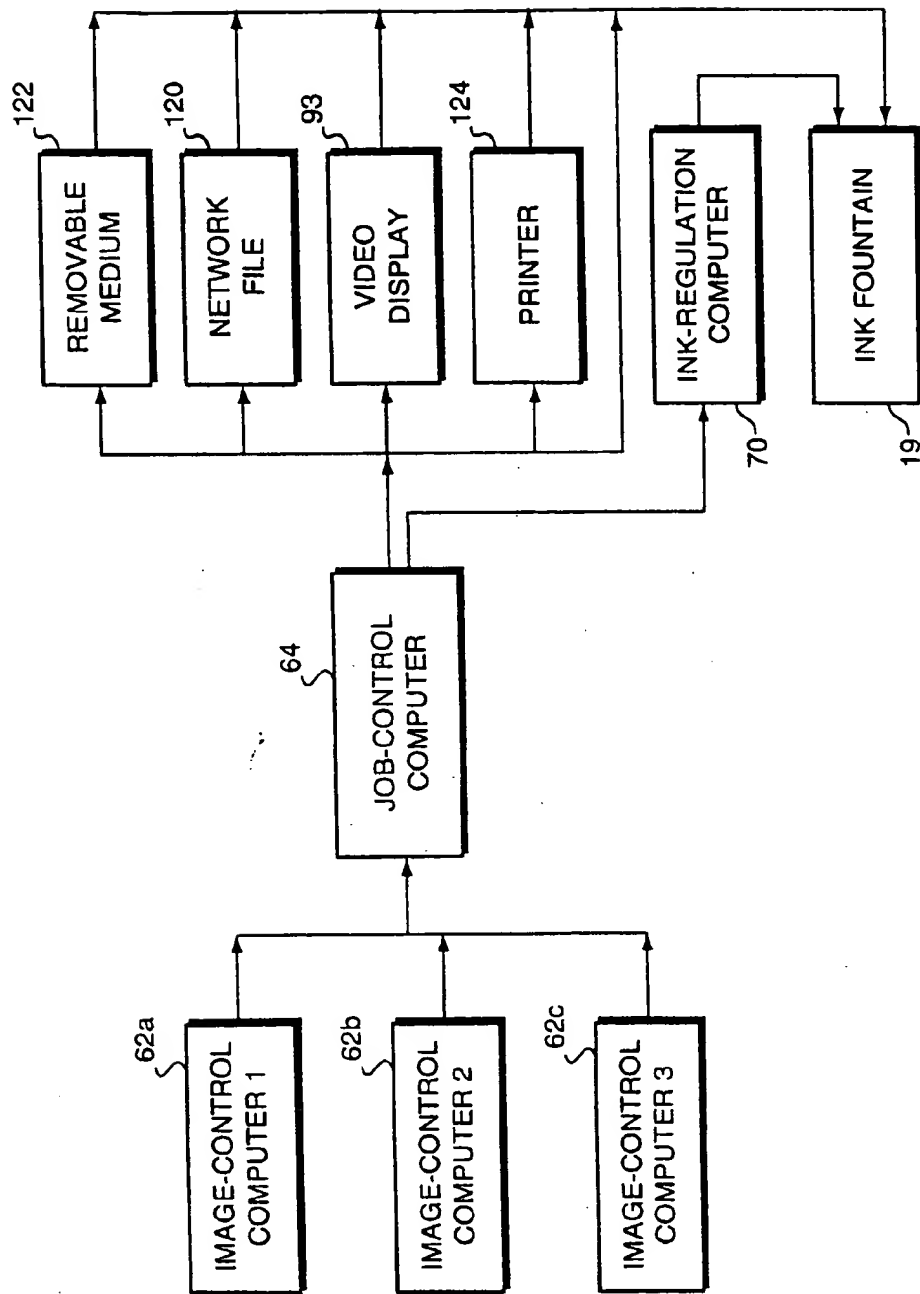 62a
IMAGE-CONTROL
COMPUTER 1
62b
IMAGE-CONTROL
COMPUTER 2
62c
IMAGE-CONTROL
COMPUTER 3
64
JOB-CONTROL
COMPUTER
122
REMOVABLE
MEDIUM
120
NETWORK
FILE
93
VIDEO
DISPLAY
124
PRINTER
INK-REGULATION
COMPUTER
70
INK FOUNTAIN
19